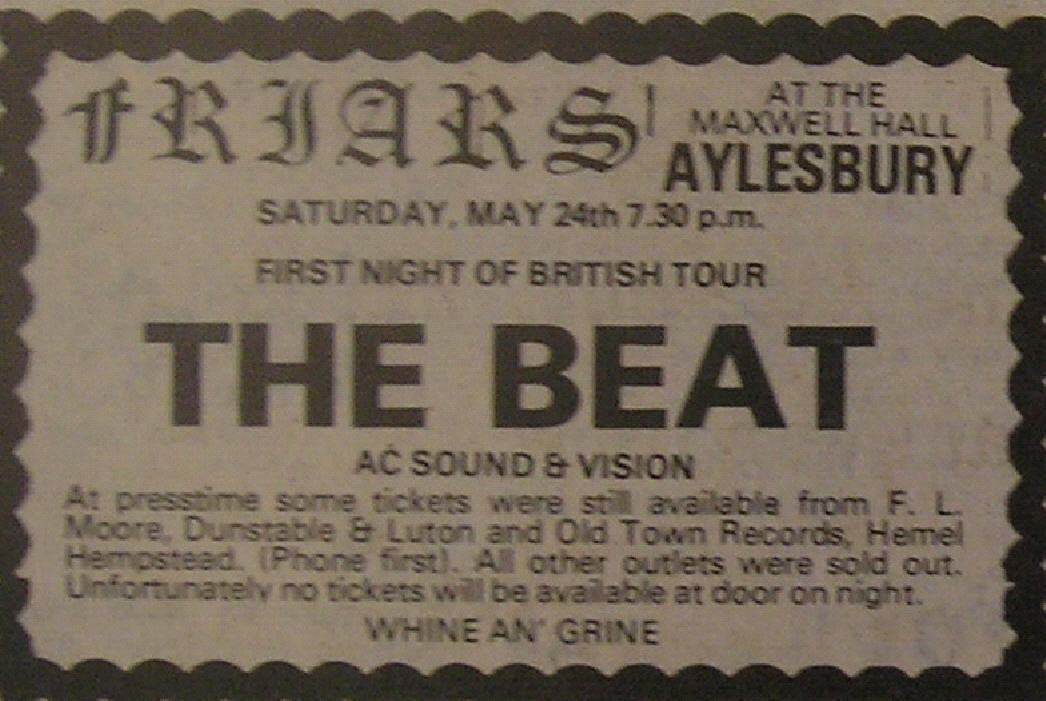 FRIARS
AT THE
MAXWELL HALL
AYLESBURY
SATURDAY, MAY 24th 7.30 p.m.
FIRST NIGHT OF BRITISH TOUR
THE BEAT
AC SOUND & VISION
At presstime some tickets were still available from F. L.
Moore, Dunstable & Luton and Old Town Records, Hemel
Hempstead. (Phone first). All other outlets were sold out.
Unfortunately no tickets will be available at door on night.
WHINE AN' GRINE